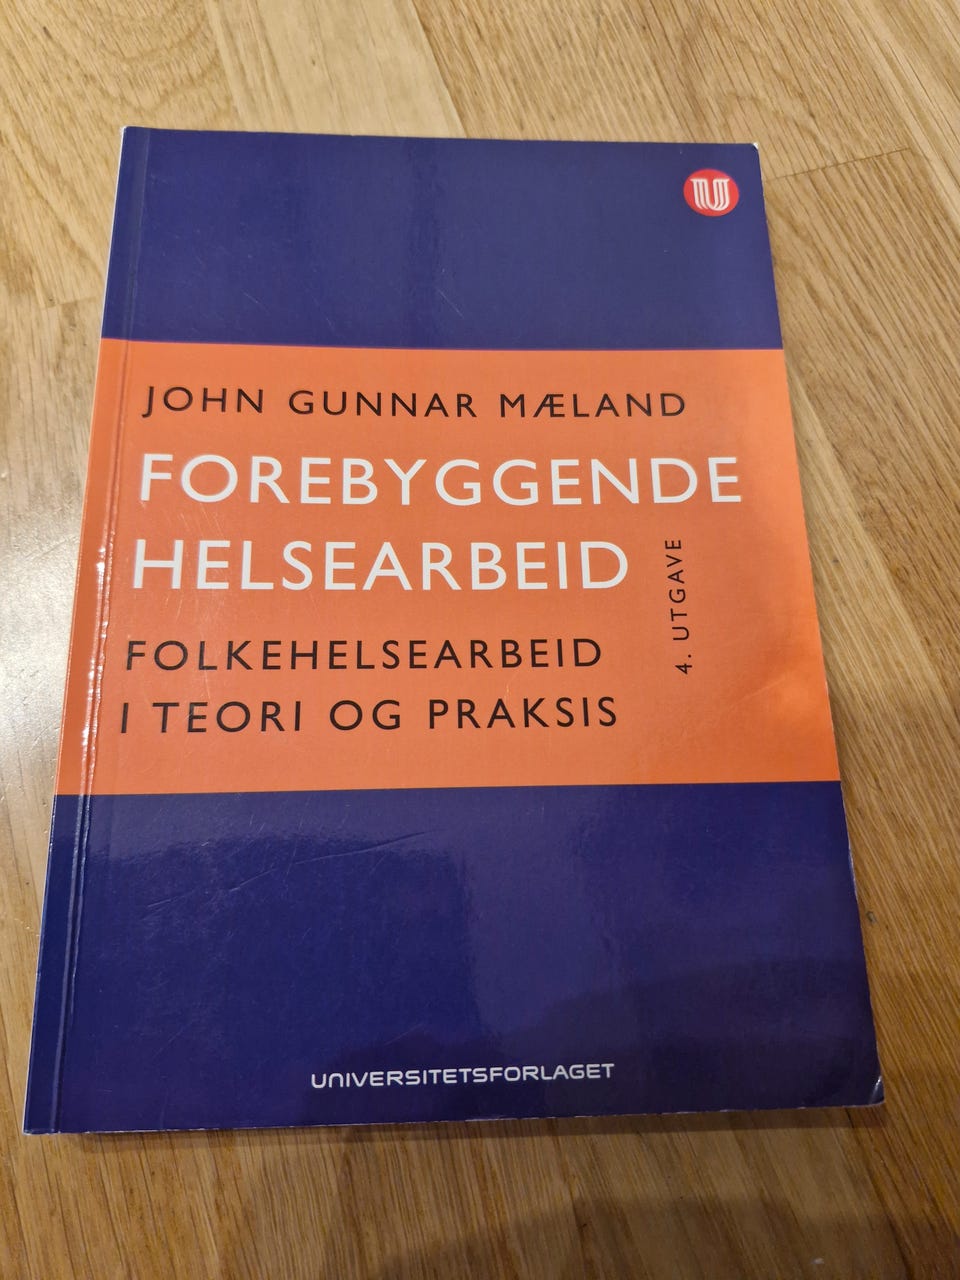 U
JOHN GUNNAR MÆLAND
FOREBYGGENDE
HELSEARBEID
4. UTGAVE
FOLKEHELSEARBEID
I TEORI OG PRAKSIS
UNIVERSITETSFORLAGET